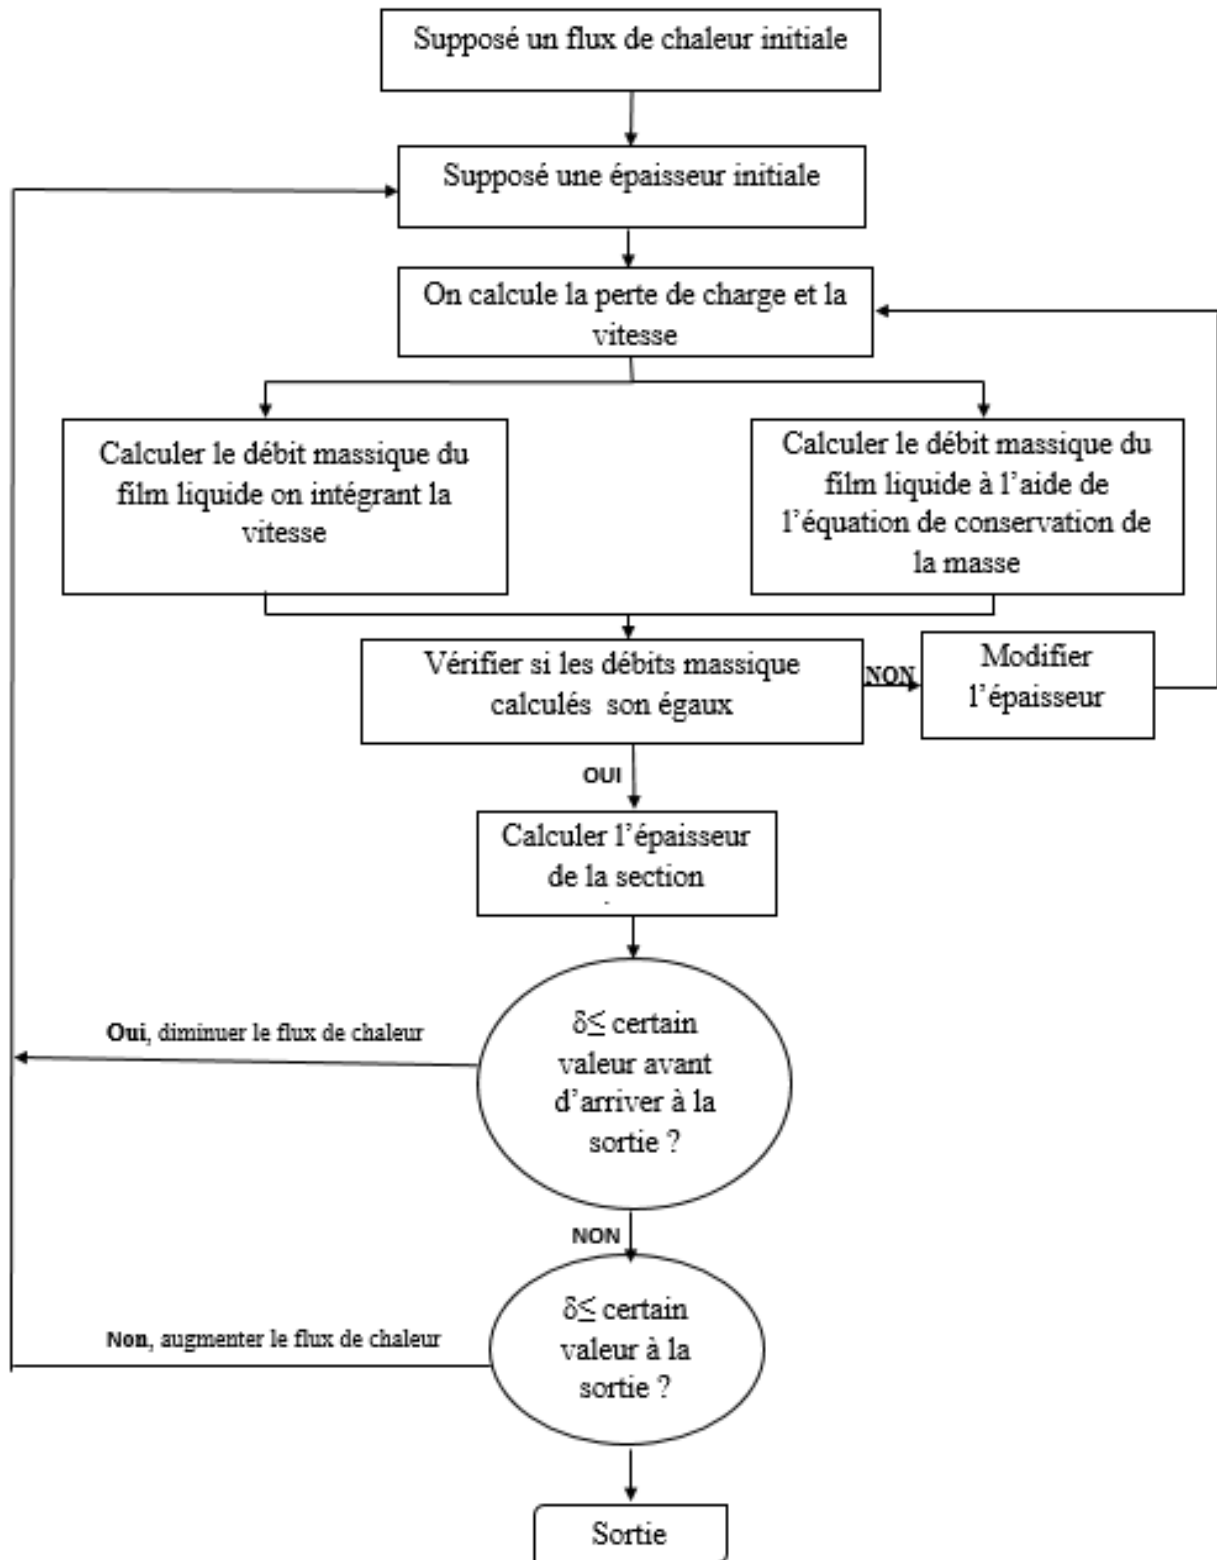 Supposé un flux de chaleur initiale
Supposé une épaisseur initiale
On calcule la perte de charge et la
vitesse
Calculer le débit massique du
film liquide on intégrant la
vitesse
Calculer le débit massique du
film liquide à l’aide de
l’équation de conservation de
la masse
Vérifier si les débits massique
calculés son égaux
NON
Modifier
l’épaisseur
OUI
Calculer l’épaisseur
de la section
δ≤ certain
valeur avant
d’arriver à la
sortie ?
Oui, diminuer le flux de chaleur
NON
δ≤ certain
valeur à la
sortie ?
Non, augmenter le flux de chaleur
Sortie